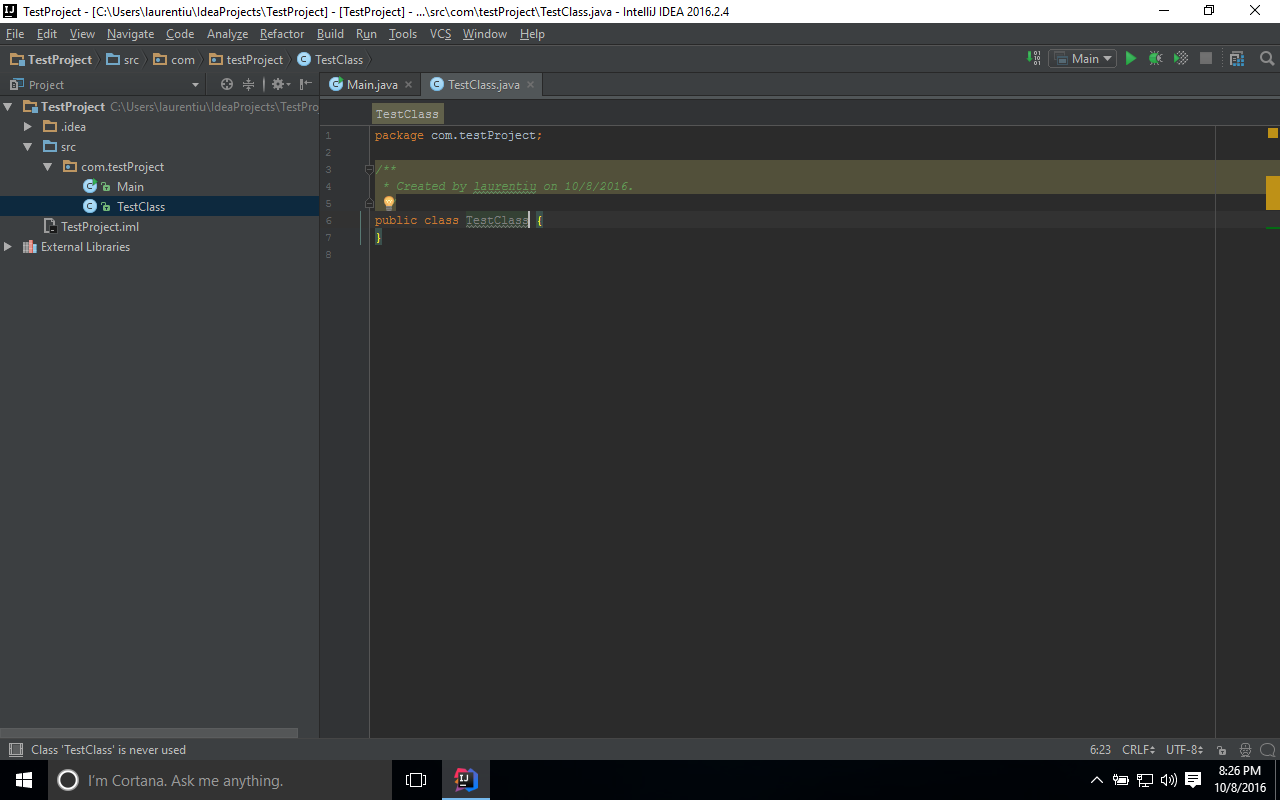 TestProject - [C:\Users\laurentiu\IdeaProjects\TestProject] - [TestProject] - ...\src\com\testProject\TestClass.java - IntelliJ IDEA 2016.2.4
File Edit View Navigate Code Analyze Refactor Build Run Tools VCS Window Help
TestProject src com testProject TestClass Main
Project Main.java TestClass.java
TestProject C:\Users\laurentiu\IdeaProjects\TestPro
.idea
src
com.testProject
Main
TestClass
TestProject.iml
External Libraries
TestClass
1 package com.testProject;
2
3 /**
4 * Created by laurentiu on 10/8/2016.
5
6 public class TestClass {
7 }
8
Class 'TestClass' is never used 6:23 CRLF UTF-8
I'm Cortana. Ask me anything.
8:26 PM
10/8/2016